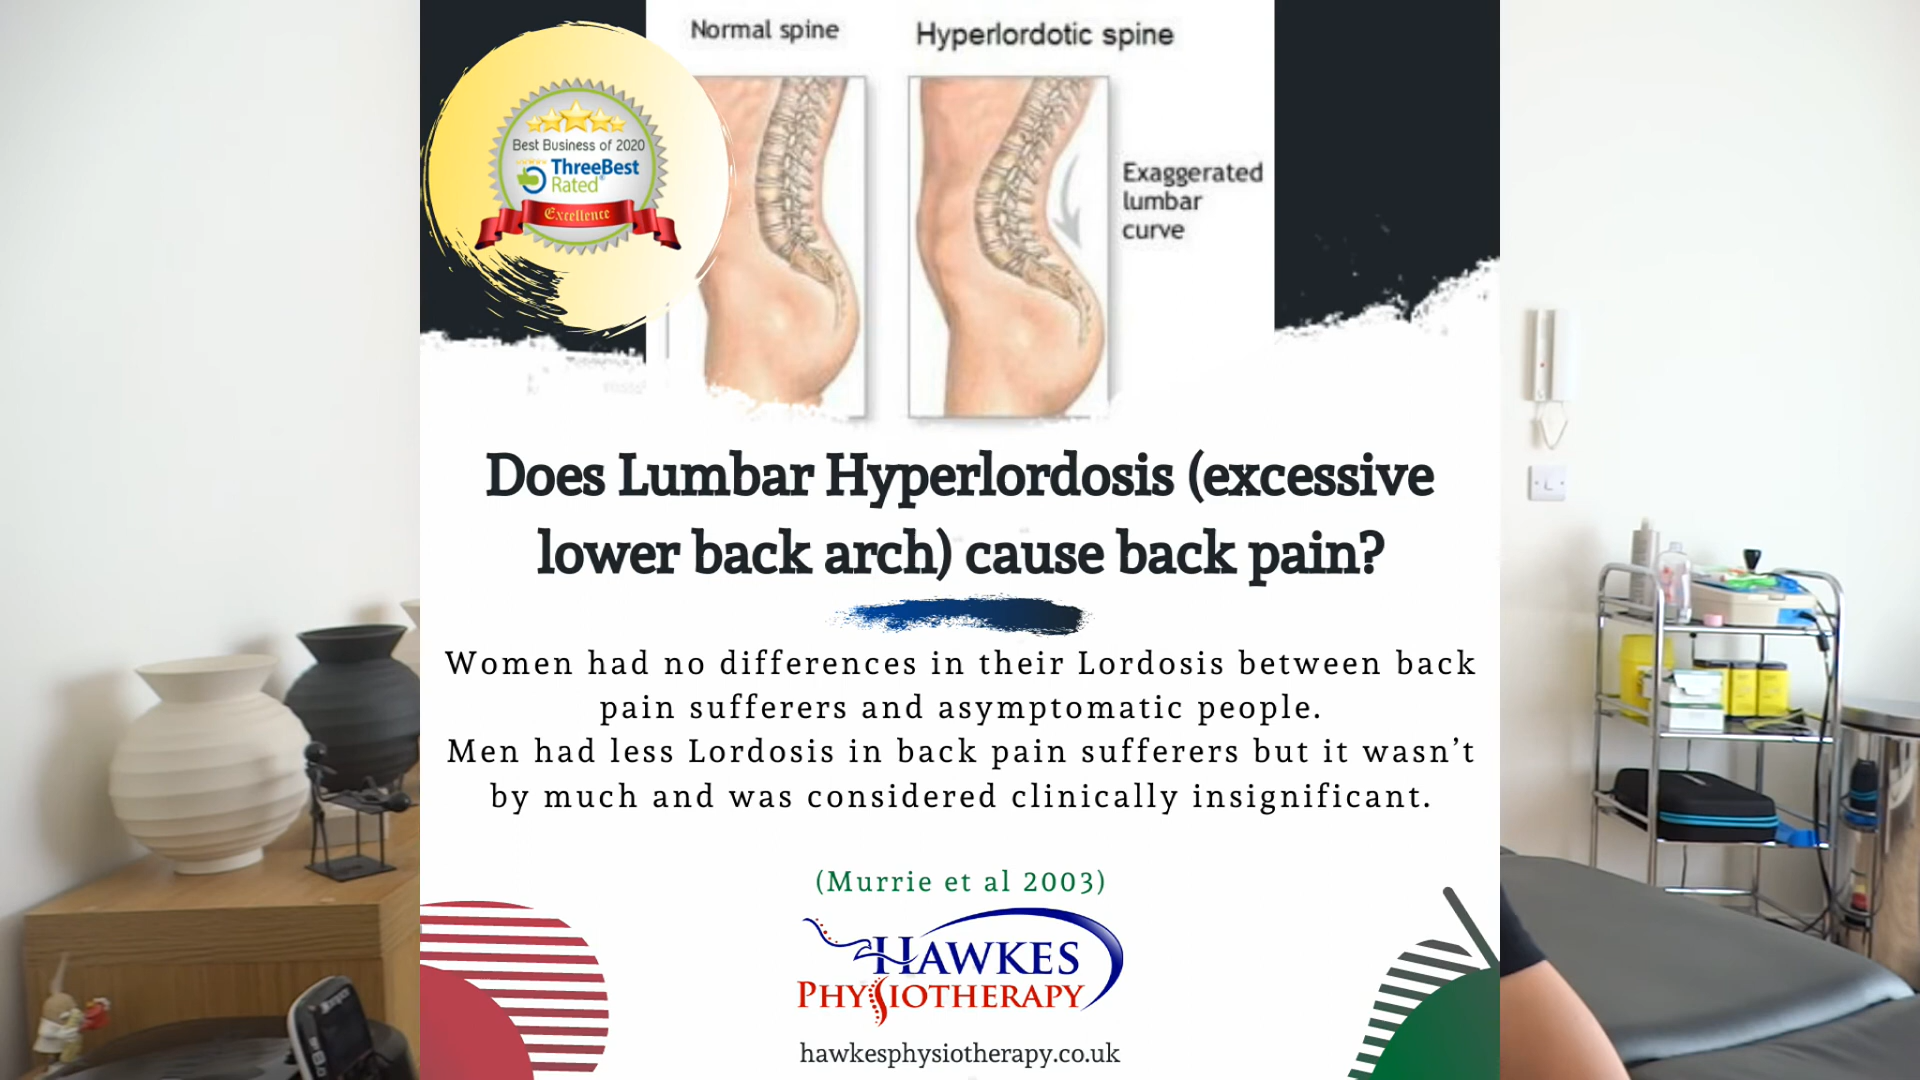 Normal spine
Hyperlordotic spine
Best Business of 2020
ThreeBest
Rated
Excellence
Exaggerated
lumbar
curve
Does Lumbar Hyperlordosis (excessive
lower back arch) cause back pain?
Women had no differences in their Lordosis between back
pain sufferers and asymptomatic people.
Men had less Lordosis in back pain sufferers but it wasn't
by much and was considered clinically insignificant.
(Murrie et al 2003)
HAWKES
PHYSIOTHERAPY
hawkesphysiotherapy.co.uk